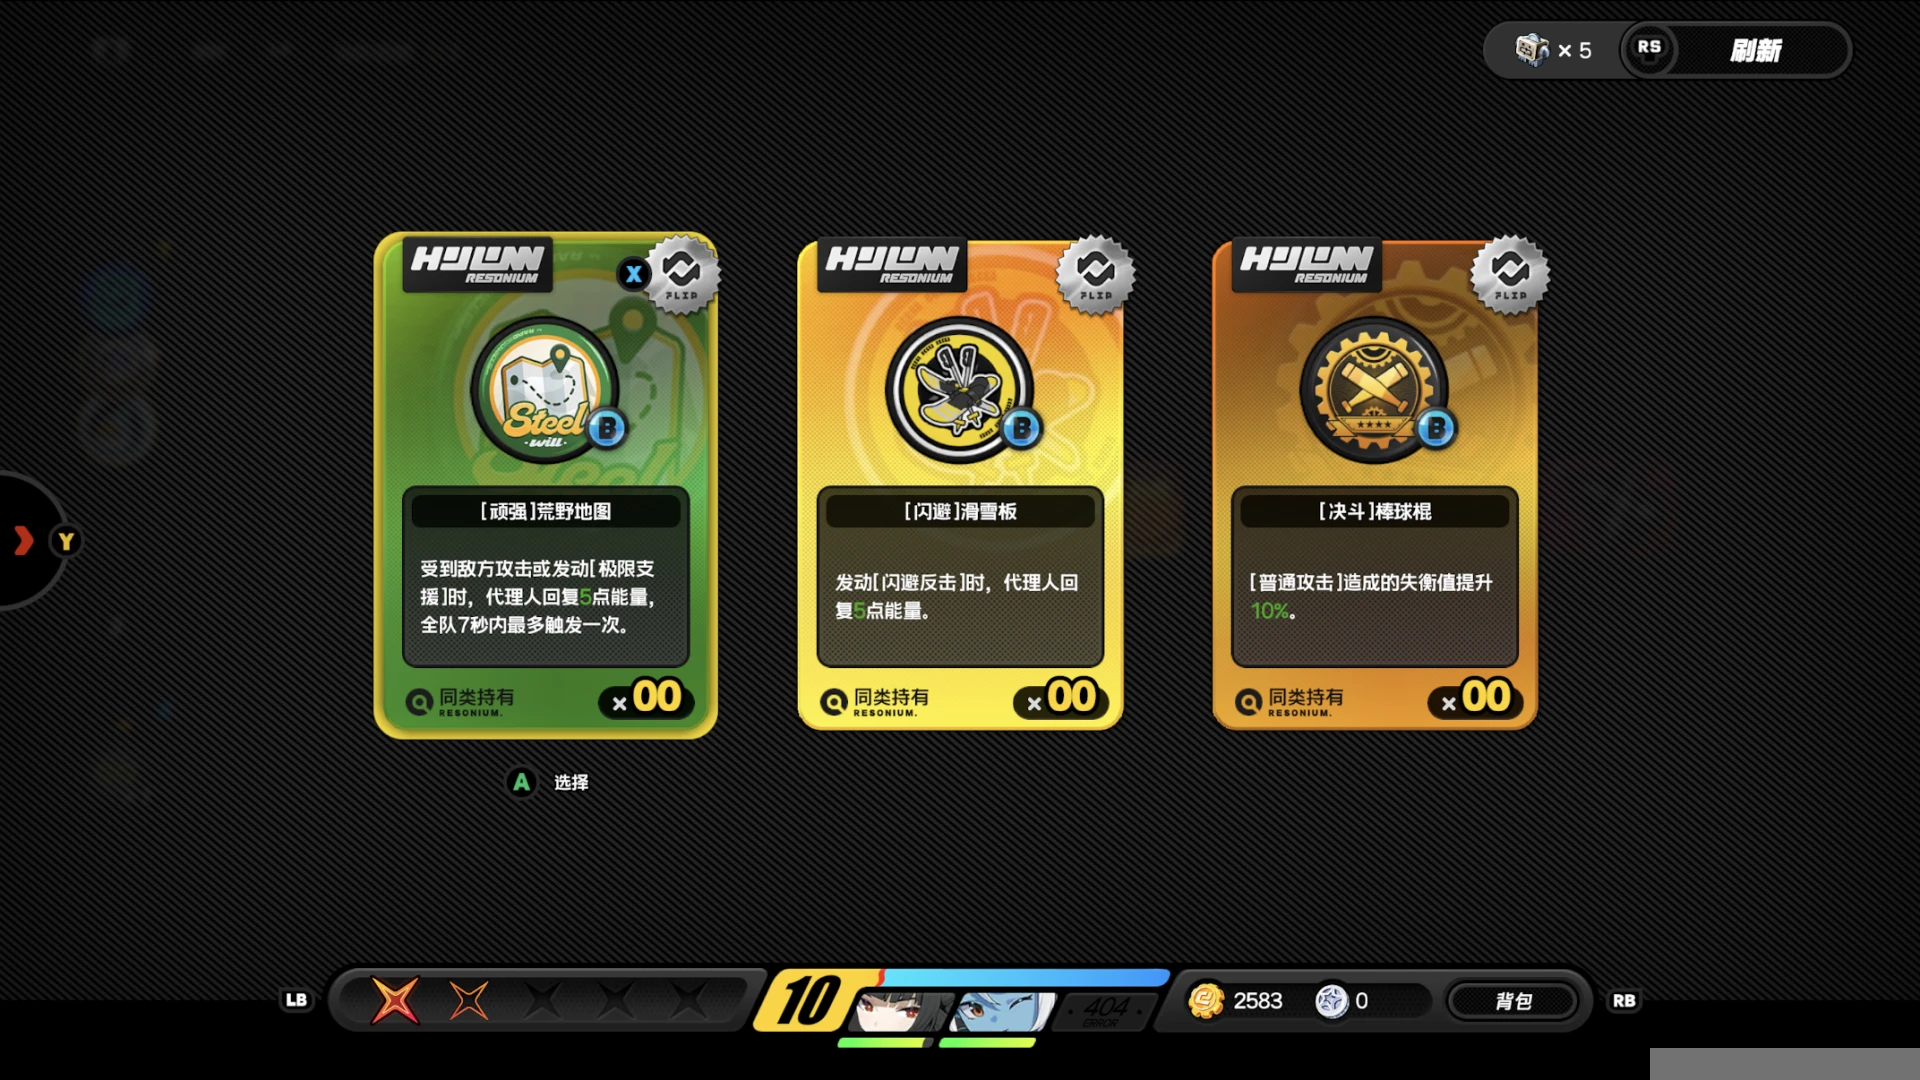 × 5
RS
刷新
HOLLOW
RESONIUM
X
FLIP
Steel
-will-
B
[顽强]荒野地图
受到敌方攻击或发动[极限支
援]时，代理人回复5点能量，
全队7秒内最多触发一次。
同类持有
RESONIUM.
×00
HOLLOW
RESONIUM
FLIP
B
[闪避]滑雪板
发动[闪避反击]时，代理人回
复5点能量。
同类持有
RESONIUM.
×00
HOLLOW
RESONIUM
FLIP
B
[决斗]棒球棍
[普通攻击]造成的失衡值提升
10%。
同类持有
RESONIUM.
×00
Y
A 选择
LB
10
404
ERROR
2583
0
背包
RB